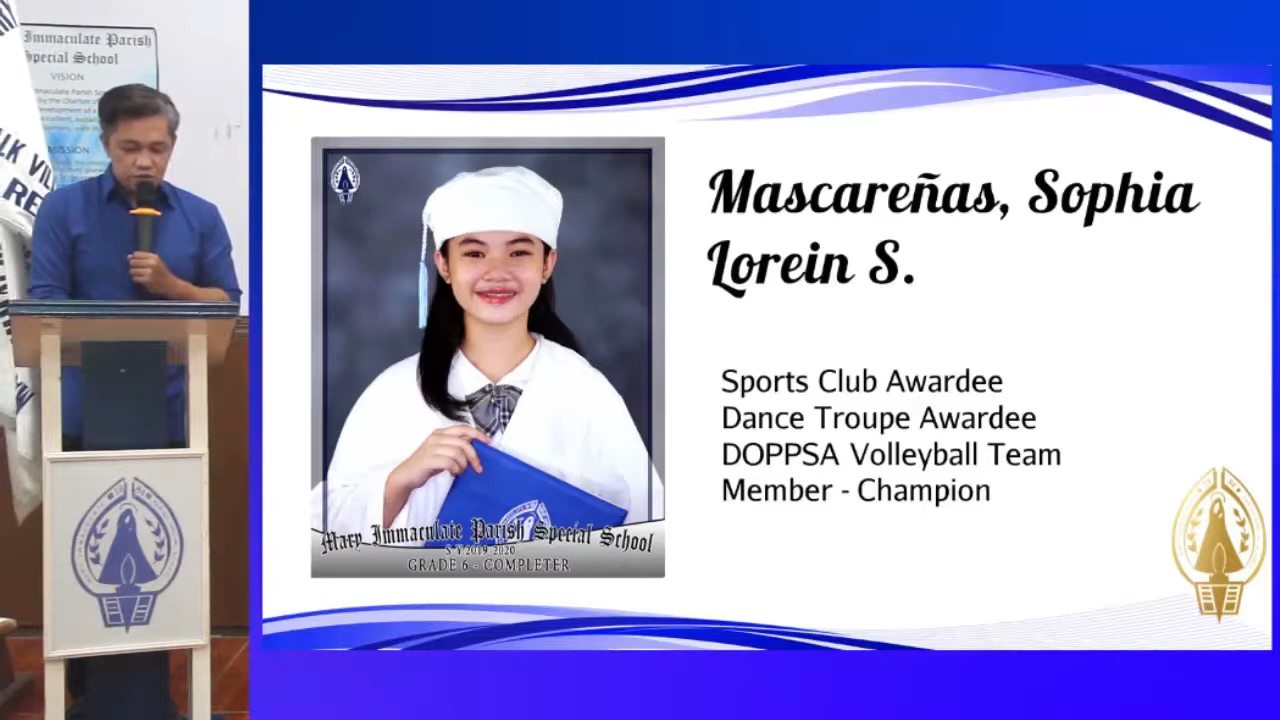 Immaculate Parish
Special School
VISION
MISSION
Mascareñas, Sophia
Lorein S.
Sports Club Awardee
Dance Troupe Awardee
DOPPSA Volleyball Team
Member - Champion
Mary Immaculate Parish Special School
S.Y.2019-2020
GRADE 6 - COMPLETER